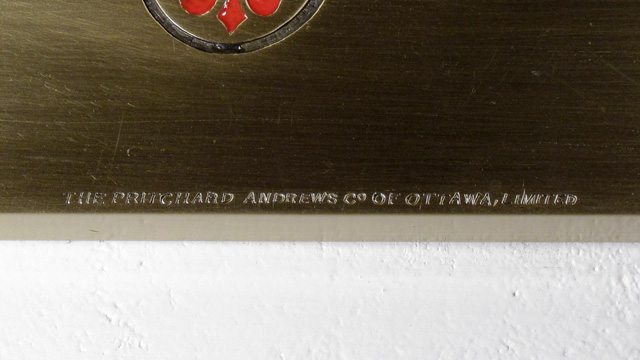 THE PRITCHARD ANDREWS Cº OF OTTAWA, LIMITED